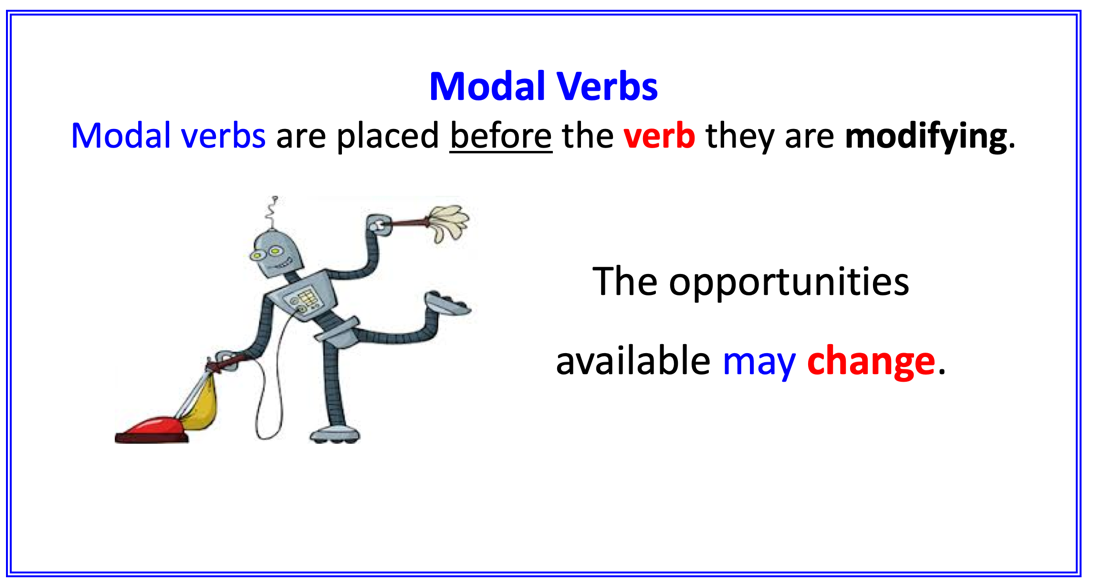 Modal Verbs
Modal verbs are placed before the verb they are modifying.
The opportunities
available may change.